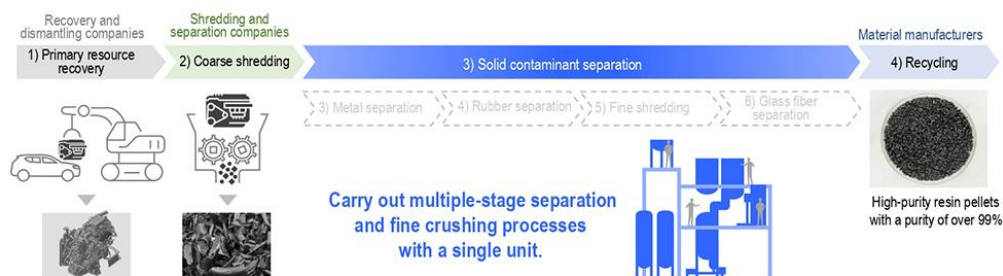 Recovery and
dismantling companies
1) Primary resource
recovery
Shredding and
separation companies
2) Coarse shredding
3) Solid contaminant separation
Material manufacturers
4) Recycling
3) Metal separation
4) Rubber separation
5) Fine shredding
6) Glass fiber
separation
Carry out multiple-stage separation
and fine crushing processes
with a single unit.
High-purity resin pellets
with a purity of over 99%